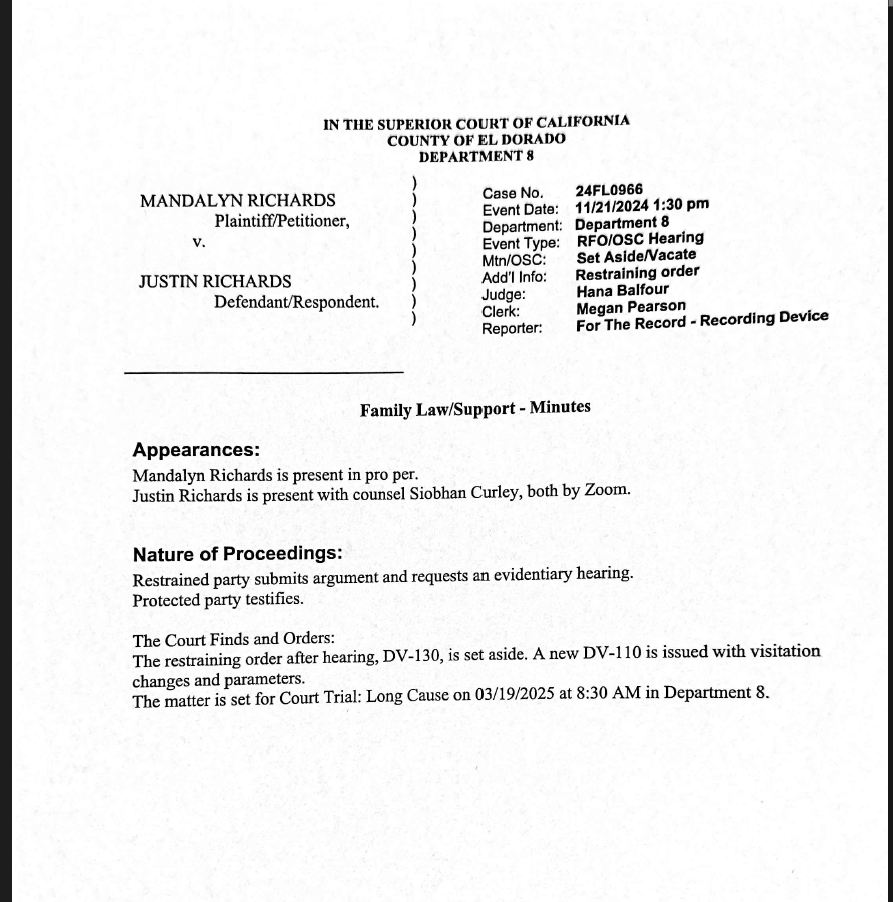 IN THE SUPERIOR COURT OF CALIFORNIA
COUNTY OF EL DORADO
DEPARTMENT 8
MANDALYN RICHARDS
Plaintiff/Petitioner,
v.
JUSTIN RICHARDS
Defendant/Respondent.
)
)
)
)
)
)
)
)
)
Case No. 24FL0966
Event Date: 11/21/2024 1:30 pm
Department: Department 8
Event Type: RFO/OSC Hearing
Mtn/OSC: Set Aside/Vacate
Add'l Info: Restraining order
Judge: Hana Balfour
Clerk: Megan Pearson
Reporter: For The Record - Recording Device
Family Law/Support - Minutes
Appearances:
Mandalyn Richards is present in pro per.
Justin Richards is present with counsel Siobhan Curley, both by Zoom.
Nature of Proceedings:
Restrained party submits argument and requests an evidentiary hearing.
Protected party testifies.
The Court Finds and Orders:
The restraining order after hearing, DV-130, is set aside. A new DV-110 is issued with visitation
changes and parameters.
The matter is set for Court Trial: Long Cause on 03/19/2025 at 8:30 AM in Department 8.